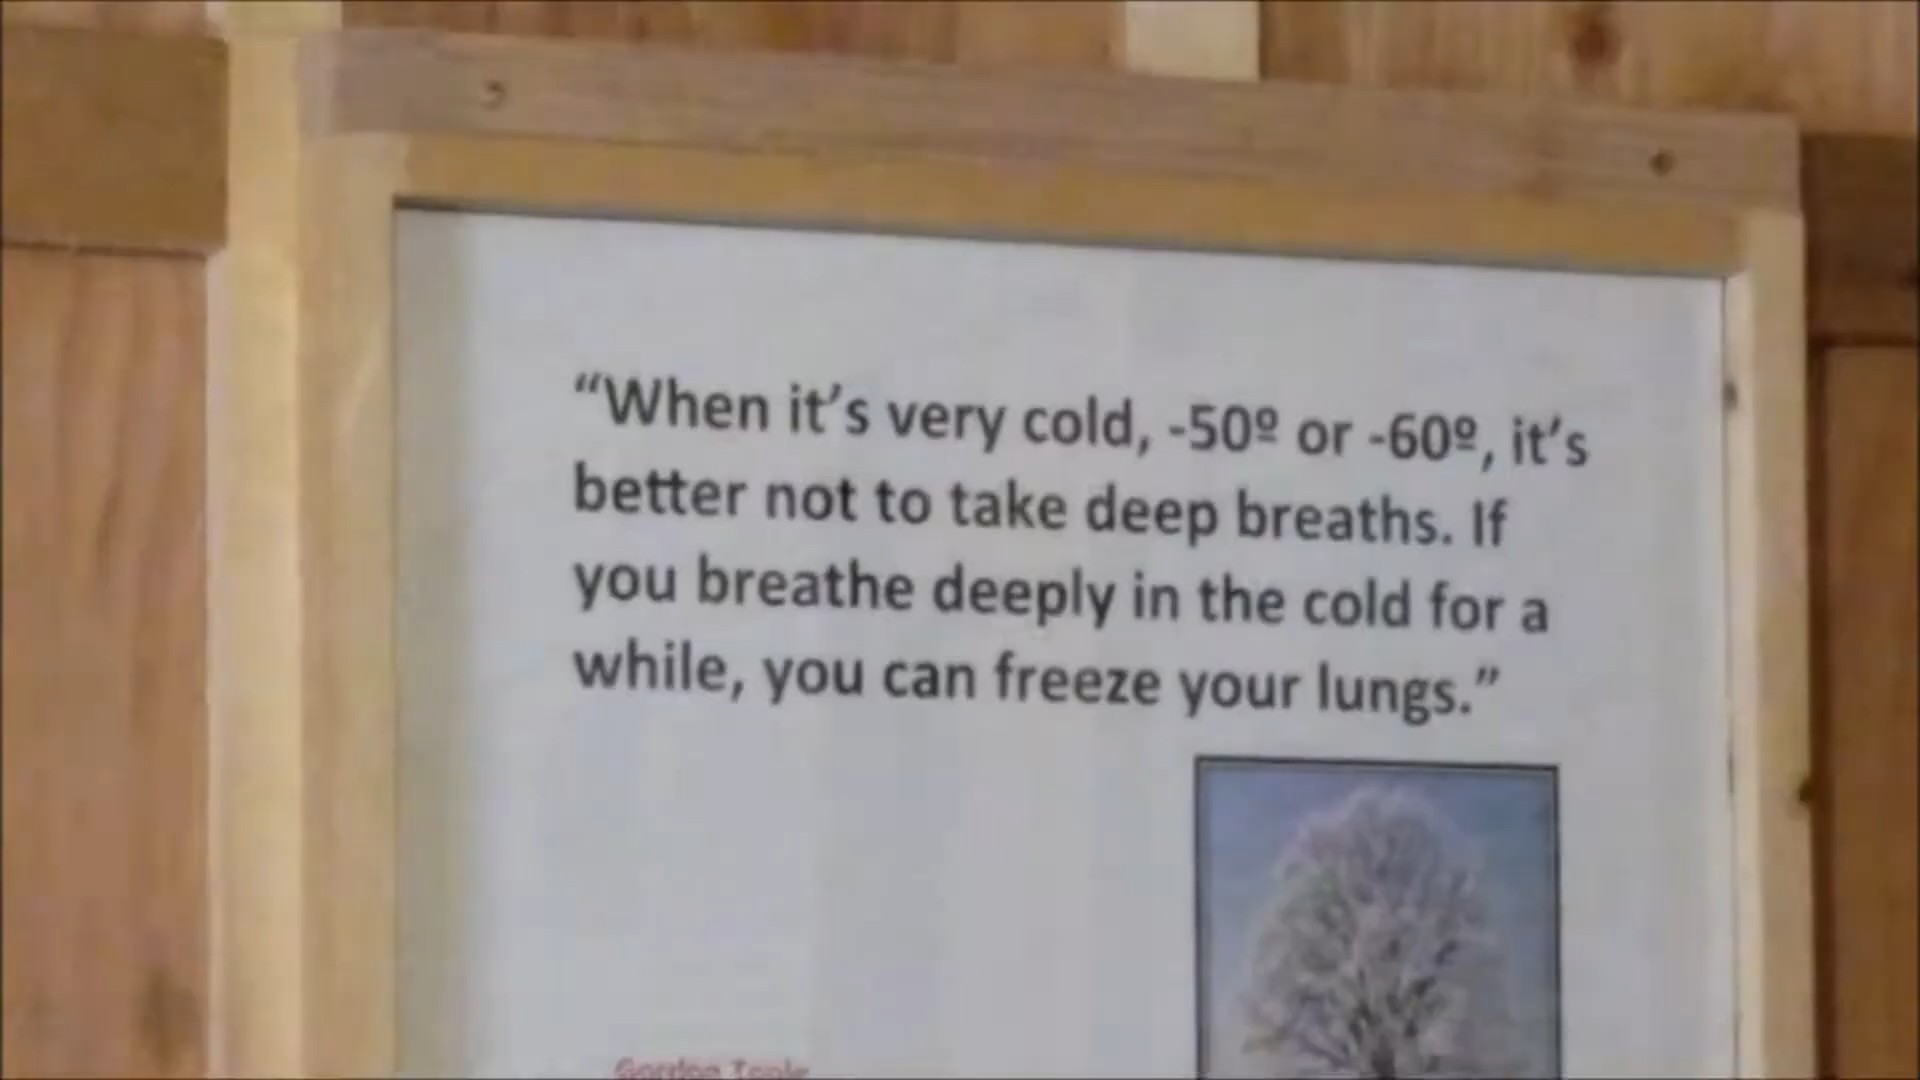 “When it’s very cold, -50º or -60º, it’s
better not to take deep breaths. If
you breathe deeply in the cold for a
while, you can freeze your lungs.”